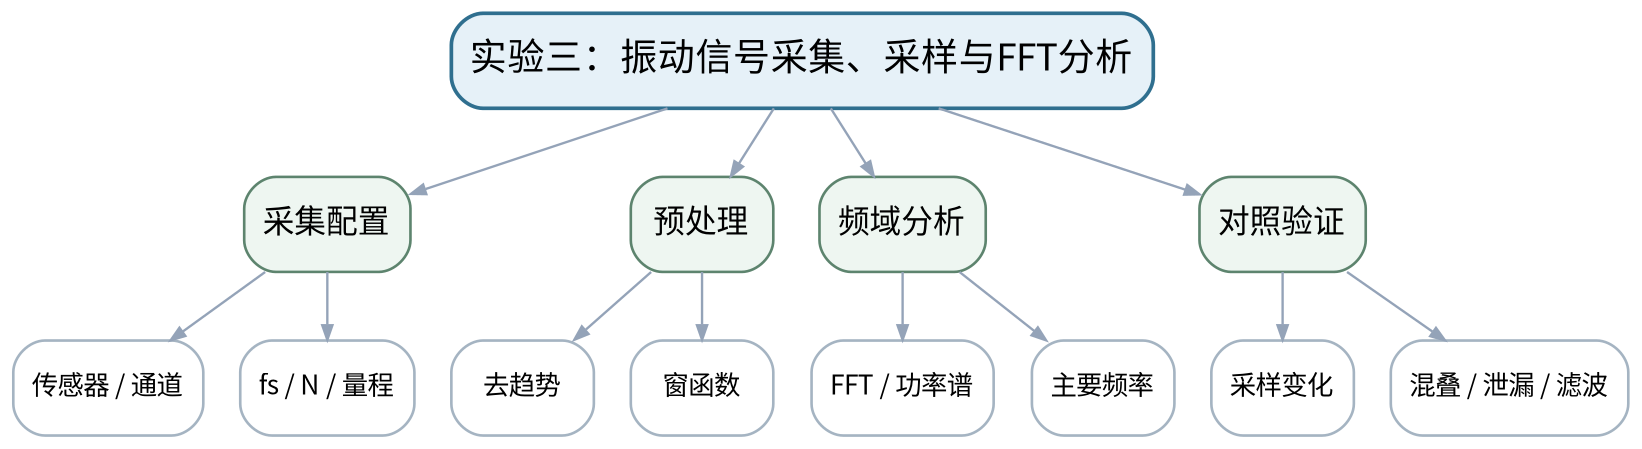 实验三：振动信号采集、采样与FFT分析
采集配置
预处理
频域分析
对照验证
传感器 / 通道
fs / N / 量程
去趋势
窗函数
FFT / 功率谱
主要频率
采样变化
混叠 / 泄漏 / 滤波